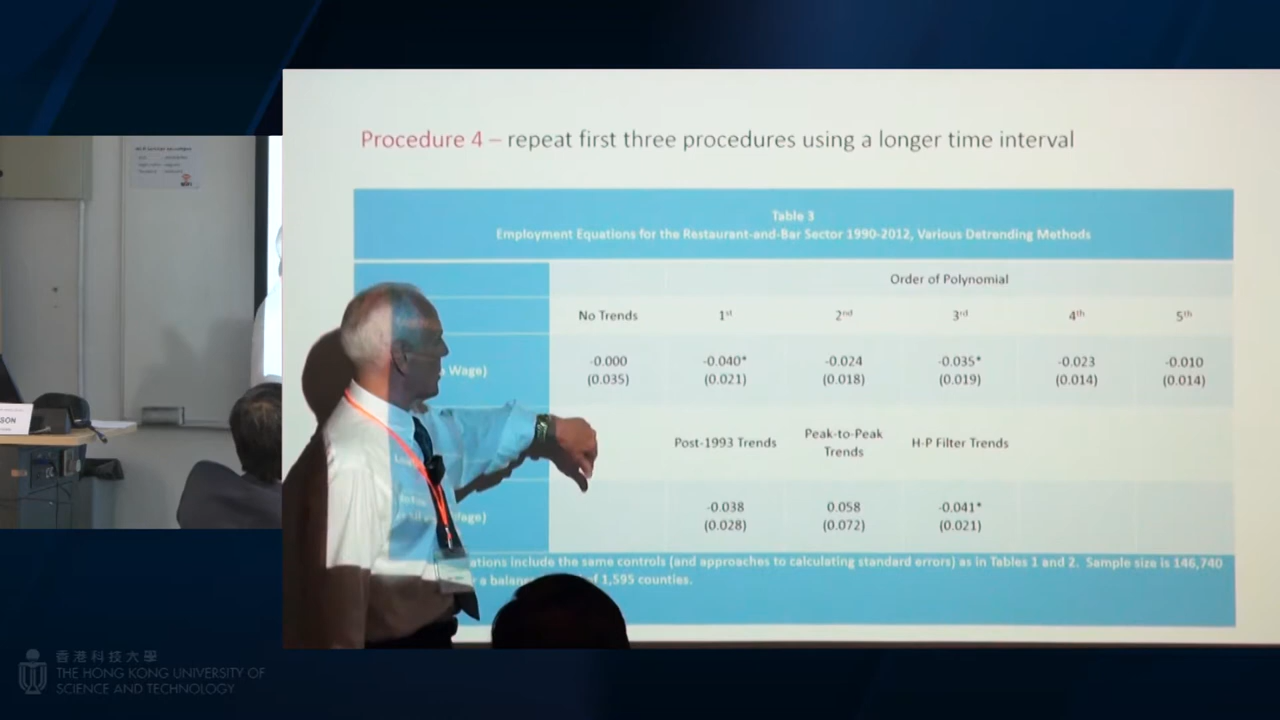 Procedure 4 – repeat first three procedures using a longer time interval
Table 3
Employment Equations for the Restaurant-and-Bar Sector 1990-2012, Various Detrending Methods
Order of Polynomial
No Trends 1st 2nd 3rd 4th 5th
Wage) -0.000 -0.040* -0.024 -0.035* -0.023 -0.010
(0.035) (0.021) (0.018) (0.019) (0.014) (0.014)
Post-1993 Trends Peak-to-Peak Trends H-P Filter Trends
-0.038 0.058 -0.041*
(0.028) (0.072) (0.021)
ations include the same controls (and approaches to calculating standard errors) as in Tables 1 and 2. Sample size is 146,740
a balan of 1,595 counties.
SON
香港科技大學
THE HONG KONG UNIVERSITY OF
SCIENCE AND TECHNOLOGY